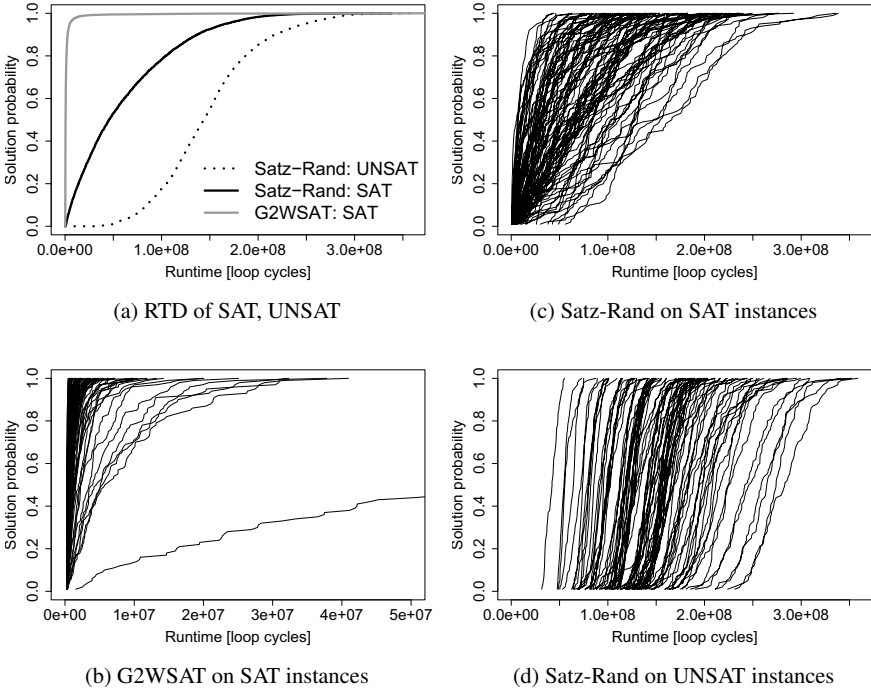 Solution probability
1.0
0.8
0.6
0.4
0.2
0.0
Satz−Rand: UNSAT
Satz−Rand: SAT
G2WSAT: SAT
0.0e+00 1.0e+08 2.0e+08 3.0e+08
Runtime [loop cycles]
(a) RTD of SAT, UNSAT
Solution probability
1.0
0.8
0.6
0.4
0.2
0.0
0.0e+00 1.0e+08 2.0e+08 3.0e+08
Runtime [loop cycles]
(c) Satz-Rand on SAT instances
Solution probability
1.0
0.8
0.6
0.4
0.2
0.0
0e+00 1e+07 2e+07 3e+07 4e+07 5e+07
Runtime [loop cycles]
(b) G2WSAT on SAT instances
Solution probability
1.0
0.8
0.6
0.4
0.2
0.0
0.0e+00 1.0e+08 2.0e+08 3.0e+08
Runtime [loop cycles]
(d) Satz-Rand on UNSAT instances